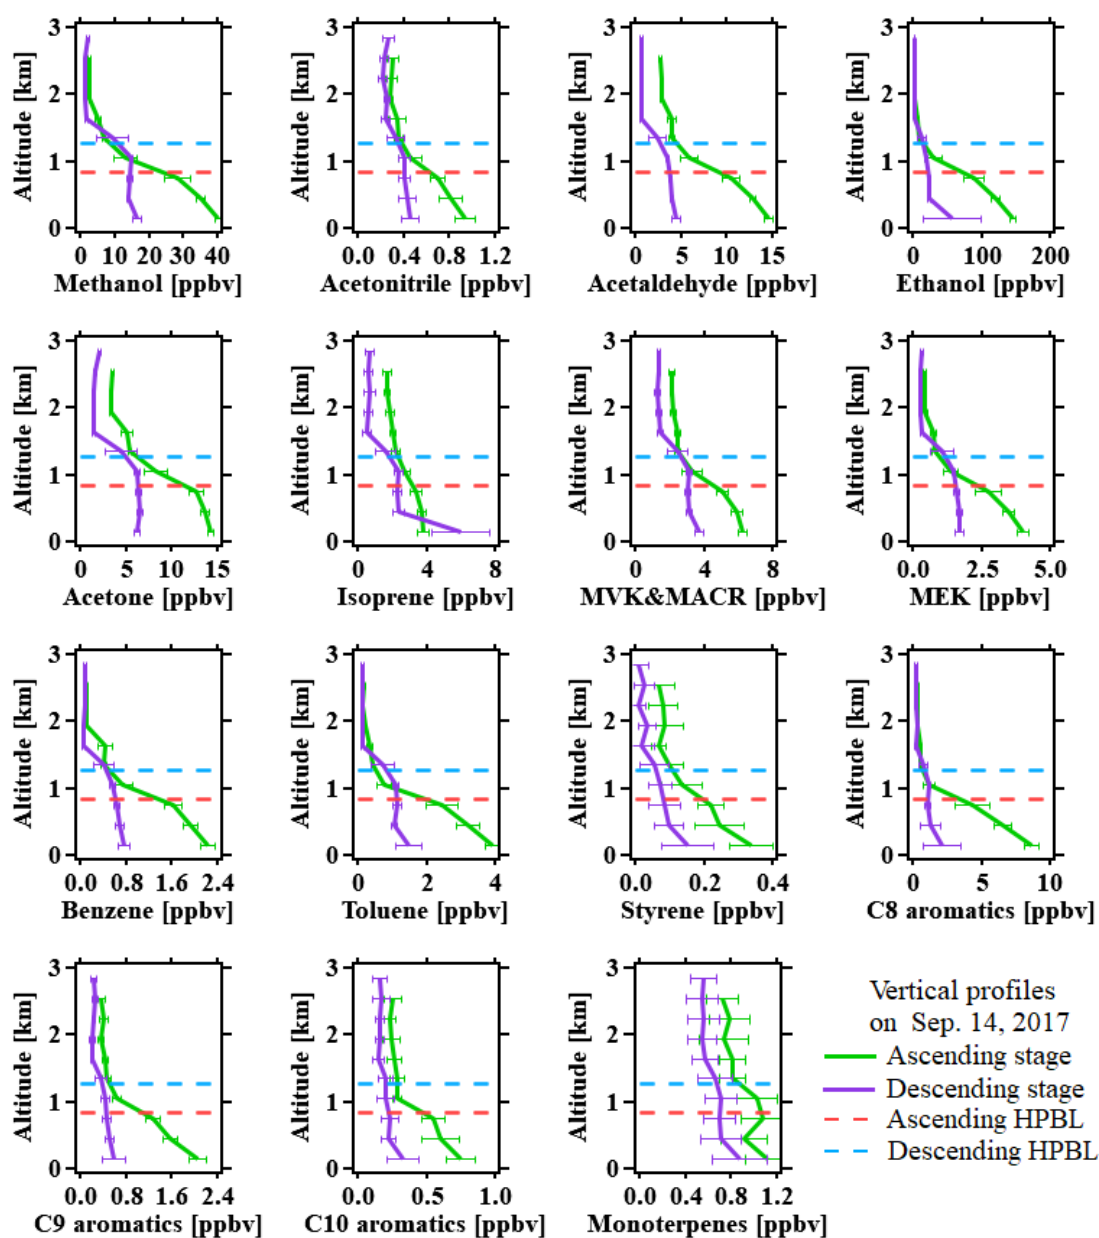 3
2
1
0
Altitude [km]
0 10 20 30 40
Methanol [ppbv]
3
2
1
0
Altitude [km]
0.0 0.4 0.8 1.2
Acetonitrile [ppbv]
3
2
1
0
Altitude [km]
0 5 10 15
Acetaldehyde [ppbv]
3
2
1
0
Altitude [km]
0 100 200
Ethanol [ppbv]
3
2
1
0
Altitude [km]
0 5 10 15
Acetone [ppbv]
3
2
1
0
Altitude [km]
0 4 8
Isoprene [ppbv]
3
2
1
0
Altitude [km]
0 4 8
MVK&MACR [ppbv]
3
2
1
0
Altitude [km]
0.0 2.5 5.0
MEK [ppbv]
3
2
1
0
Altitude [km]
0.0 0.8 1.6 2.4
Benzene [ppbv]
3
2
1
0
Altitude [km]
0 2 4
Toluene [ppbv]
3
2
1
0
Altitude [km]
0.0 0.2 0.4
Styrene [ppbv]
3
2
1
0
Altitude [km]
0 5 10
C8 aromatics [ppbv]
3
2
1
0
Altitude [km]
0.0 0.8 1.6 2.4
C9 aromatics [ppbv]
3
2
1
0
Altitude [km]
0.0 0.5 1.0
C10 aromatics [ppbv]
3
2
1
0
Altitude [km]
0.0 0.4 0.8 1.2
Monoterpenes [ppbv]
Vertical profiles
on Sep. 14, 2017
Ascending stage
Descending stage
Ascending HPBL
Descending HPBL